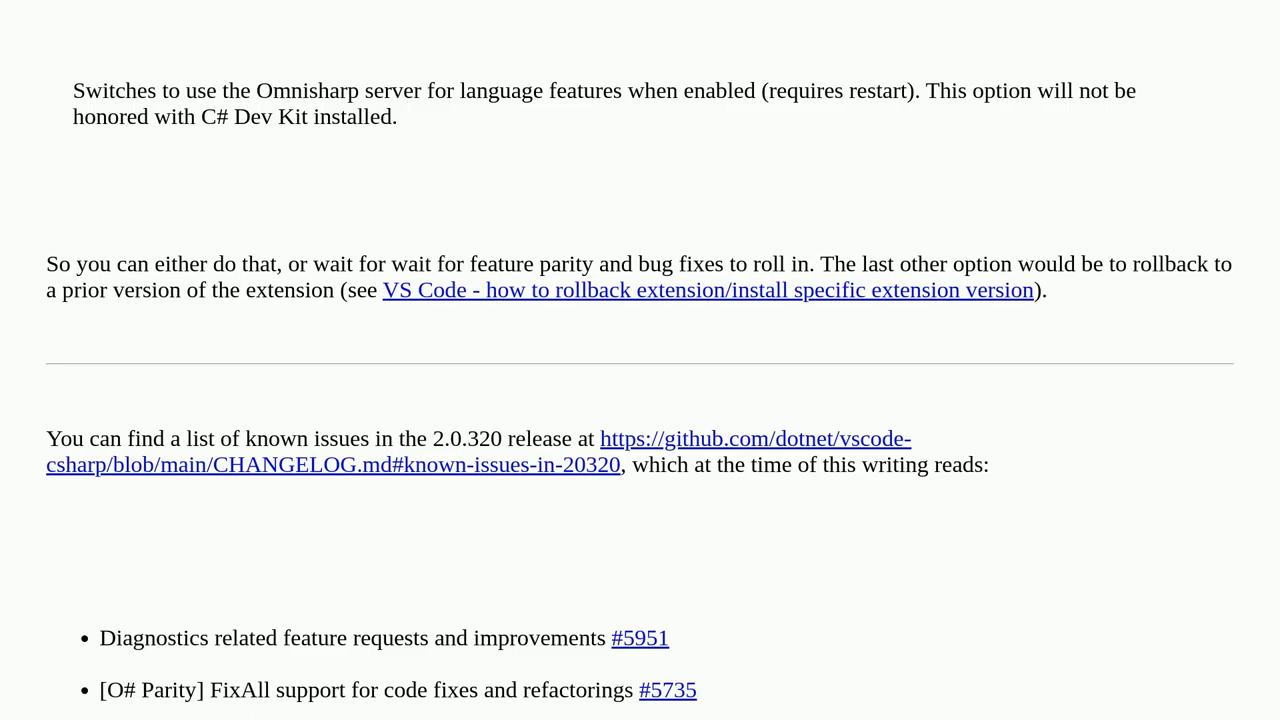 Switches to use the Omnisharp server for language features when enabled (requires restart). This option will not be
honored with C# Dev Kit installed.
So you can either do that, or wait for wait for feature parity and bug fixes to roll in. The last other option would be to rollback to
a prior version of the extension (see VS Code - how to rollback extension/install specific extension version).
You can find a list of known issues in the 2.0.320 release at https://github.com/dotnet/vscode-
csharp/blob/main/CHANGELOG.md#known-issues-in-20320, which at the time of this writing reads:
• Diagnostics related feature requests and improvements #5951
• [O# Parity] FixAll support for code fixes and refactorings #5735